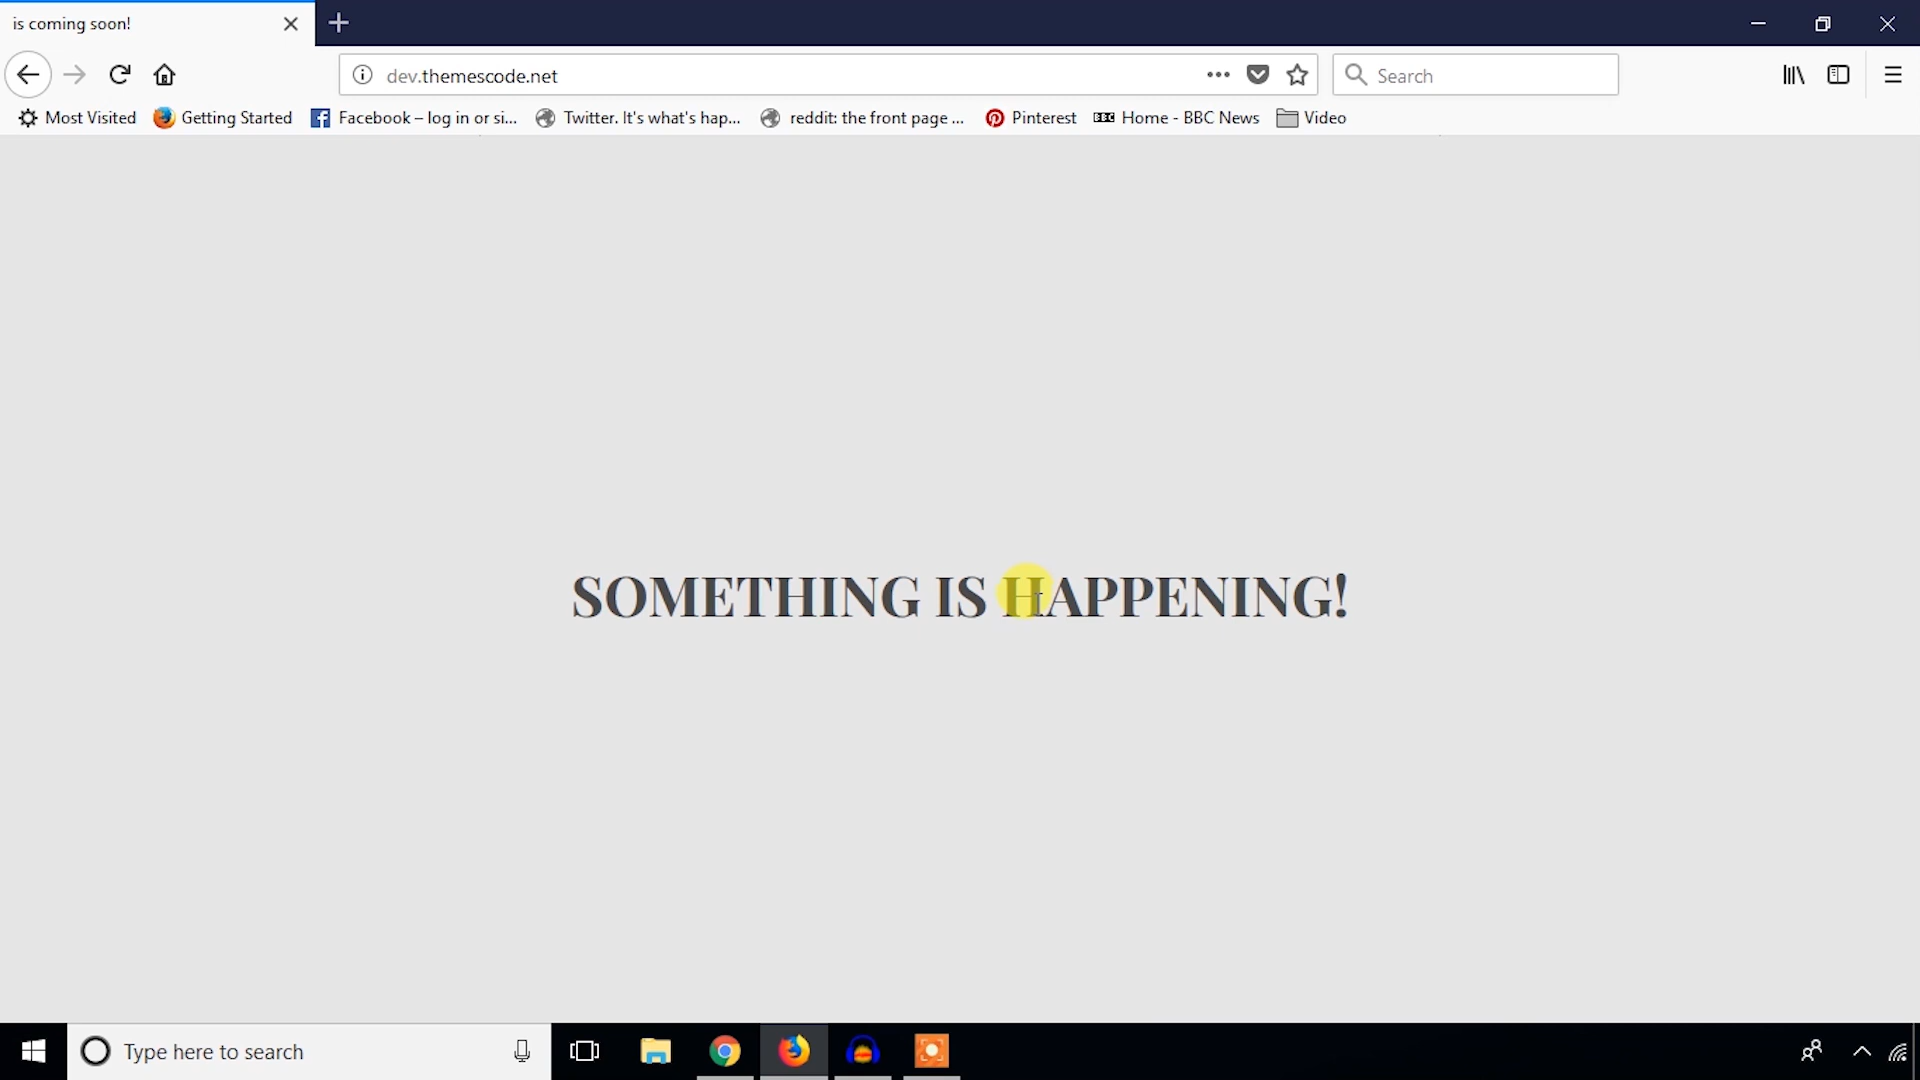 is coming soon!
dev.themescode.net
Search
Most Visited
Getting Started
Facebook – log in or si...
Twitter. It's what's hap...
reddit: the front page ...
BBC
Pinterest
Home - BBC News
Video
SOMETHING IS HAPPENING!
Type here to search